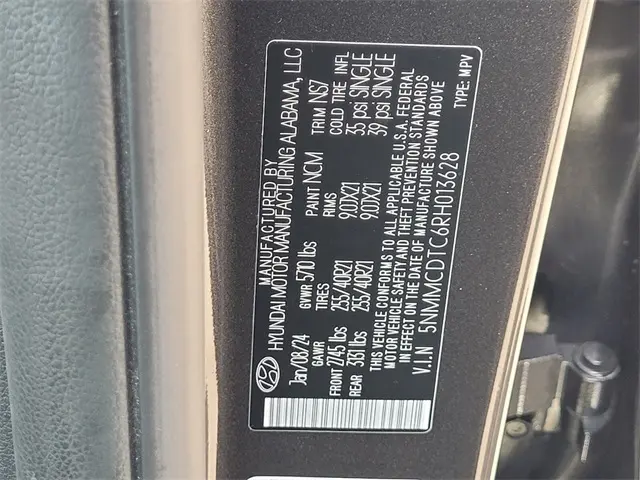 MANUFACTURED BY
HYUNDAI MOTOR MANUFACTURING ALABAMA, LLC
Jan/08/24 GVWR 5710 lbs PAINT NCM TRIM NS7
GAWR TIRES RIMS COLD TIRE INFL
FRONT 2745 lbs 255/40R21 9.0JX21 35 psi SINGLE
REAR 3131 lbs 255/40R21 9.0JX21 39 psi SINGLE
THIS VEHICLE CONFORMS TO ALL APPLICABLE U.S.A. FEDERAL
MOTOR VEHICLE SAFETY AND THEFT PREVENTION STANDARDS
IN EFFECT ON THE DATE OF MANUFACTURE SHOWN ABOVE
V.I.N 5NMMCDTC6RH013628 TYPE: MPV